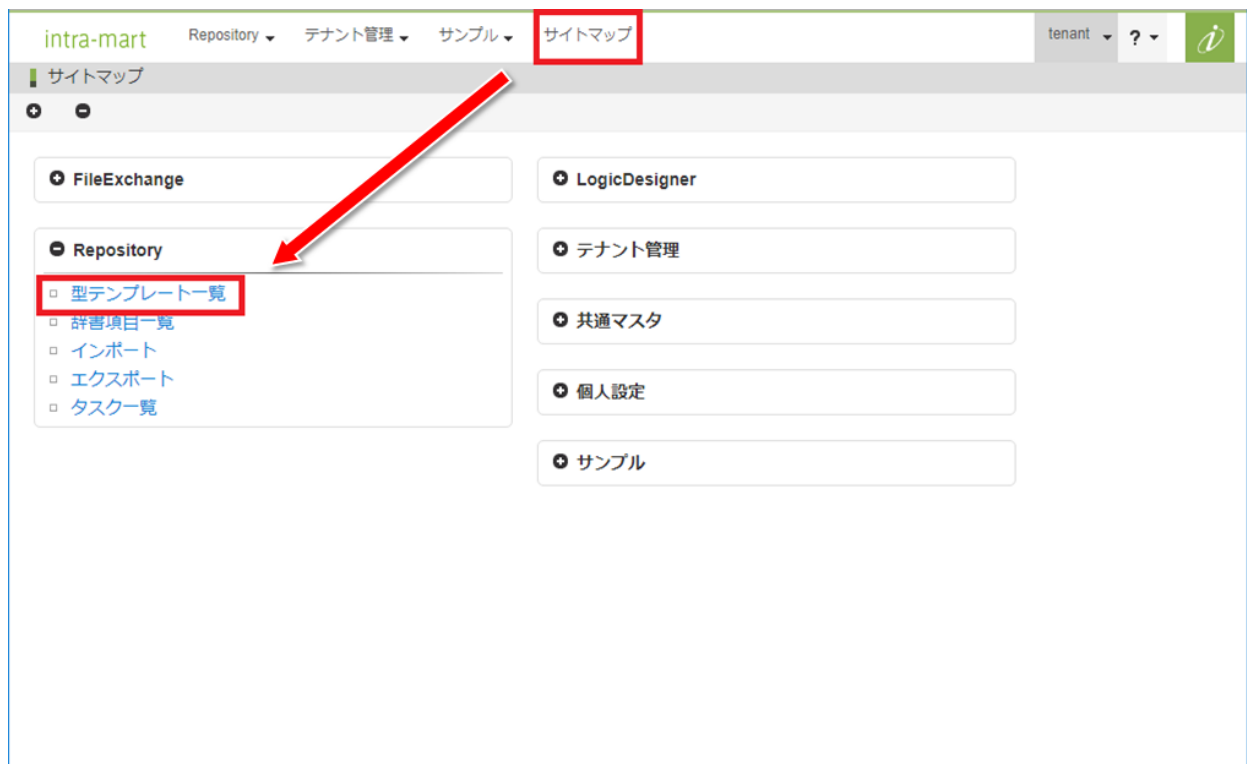 intra-mart Repository テナント管理 サンプル サイトマップ tenant ?
サイトマップ
FileExchange
Repository
型テンプレート一覧
辞書項目一覧
インポート
エクスポート
タスク一覧
LogicDesigner
テナント管理
共通マスタ
個人設定
サンプル